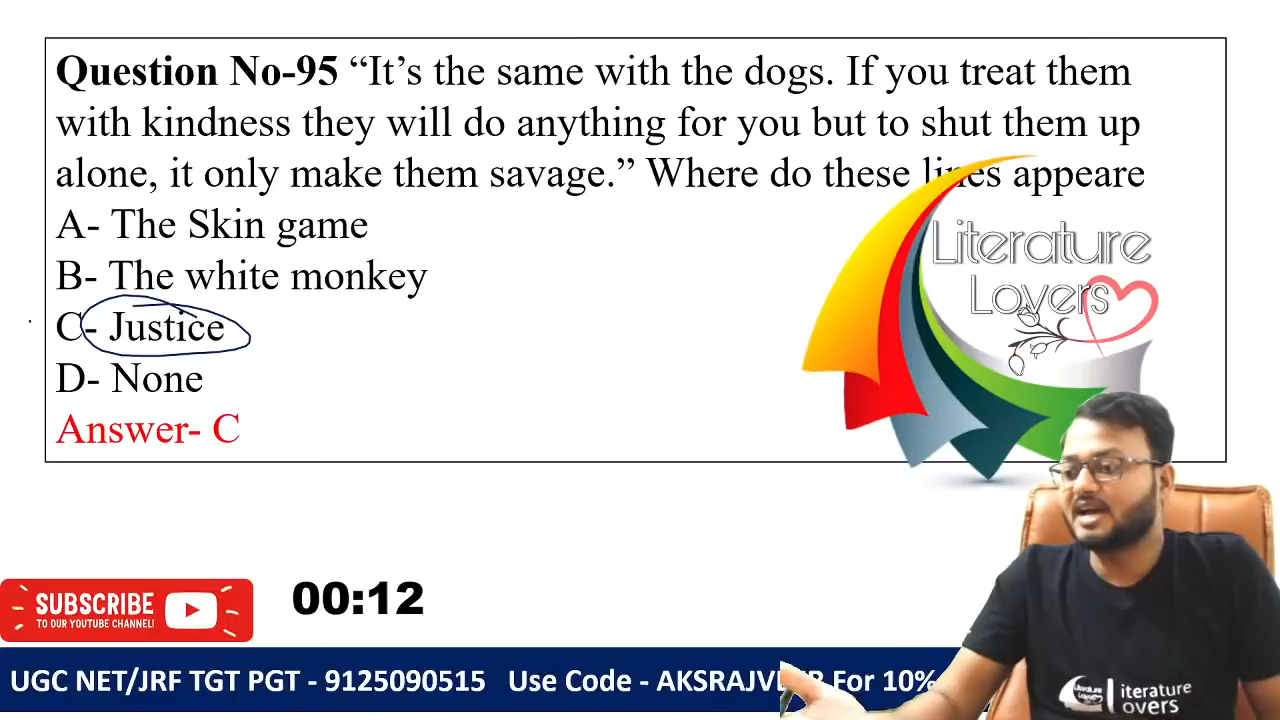 Question No-95 “It’s the same with the dogs. If you treat them
with kindness they will do anything for you but to shut them up
alone, it only make them savage.” Where do these lines appeare
A- The Skin game
B- The white monkey
C- Justice
D- None
Answer- C
Literature
Lovers
SUBSCRIBE
TO OUR YOUTUBE CHANNEL!
00:12
UGC NET/JRF TGT PGT - 9125090515 Use Code - For 10%
iterature
overs